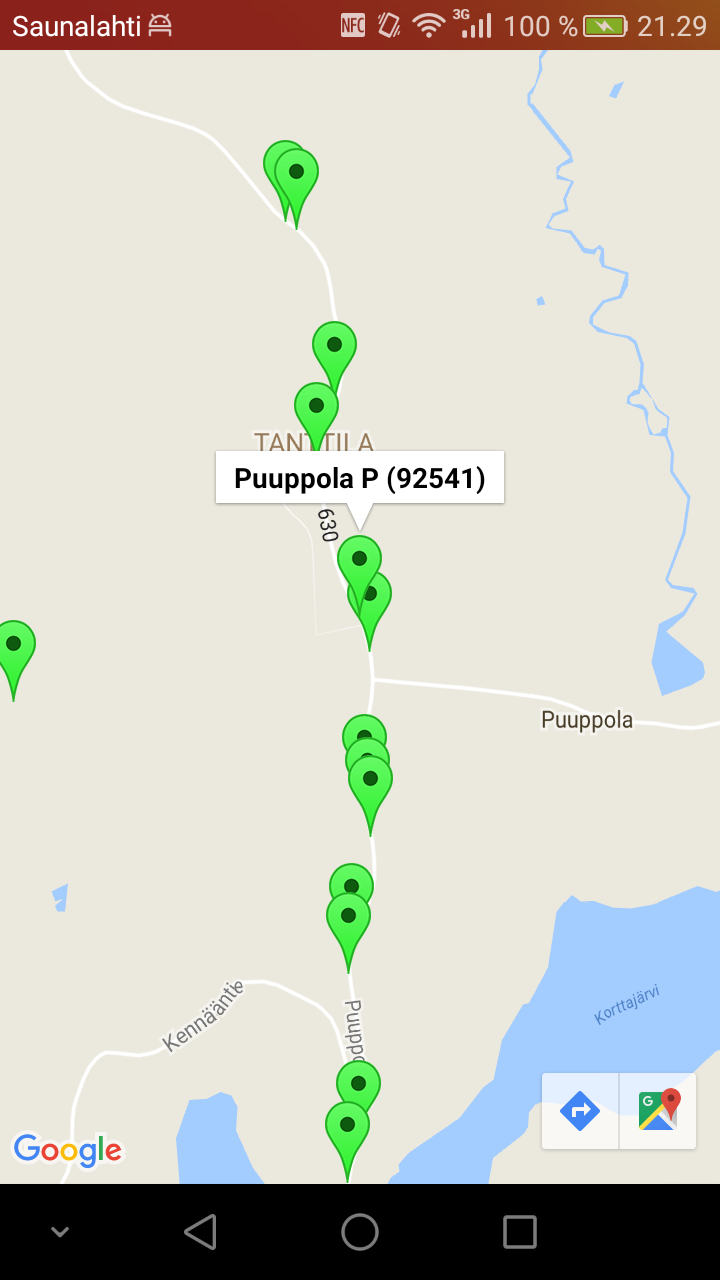 Saunalahti NFC 3G 100 % 21.29
TANTTILA
Puuppola P (92541)
630
Puuppola
Korttajärvi
Kennääntie
Puuppo
G
Google